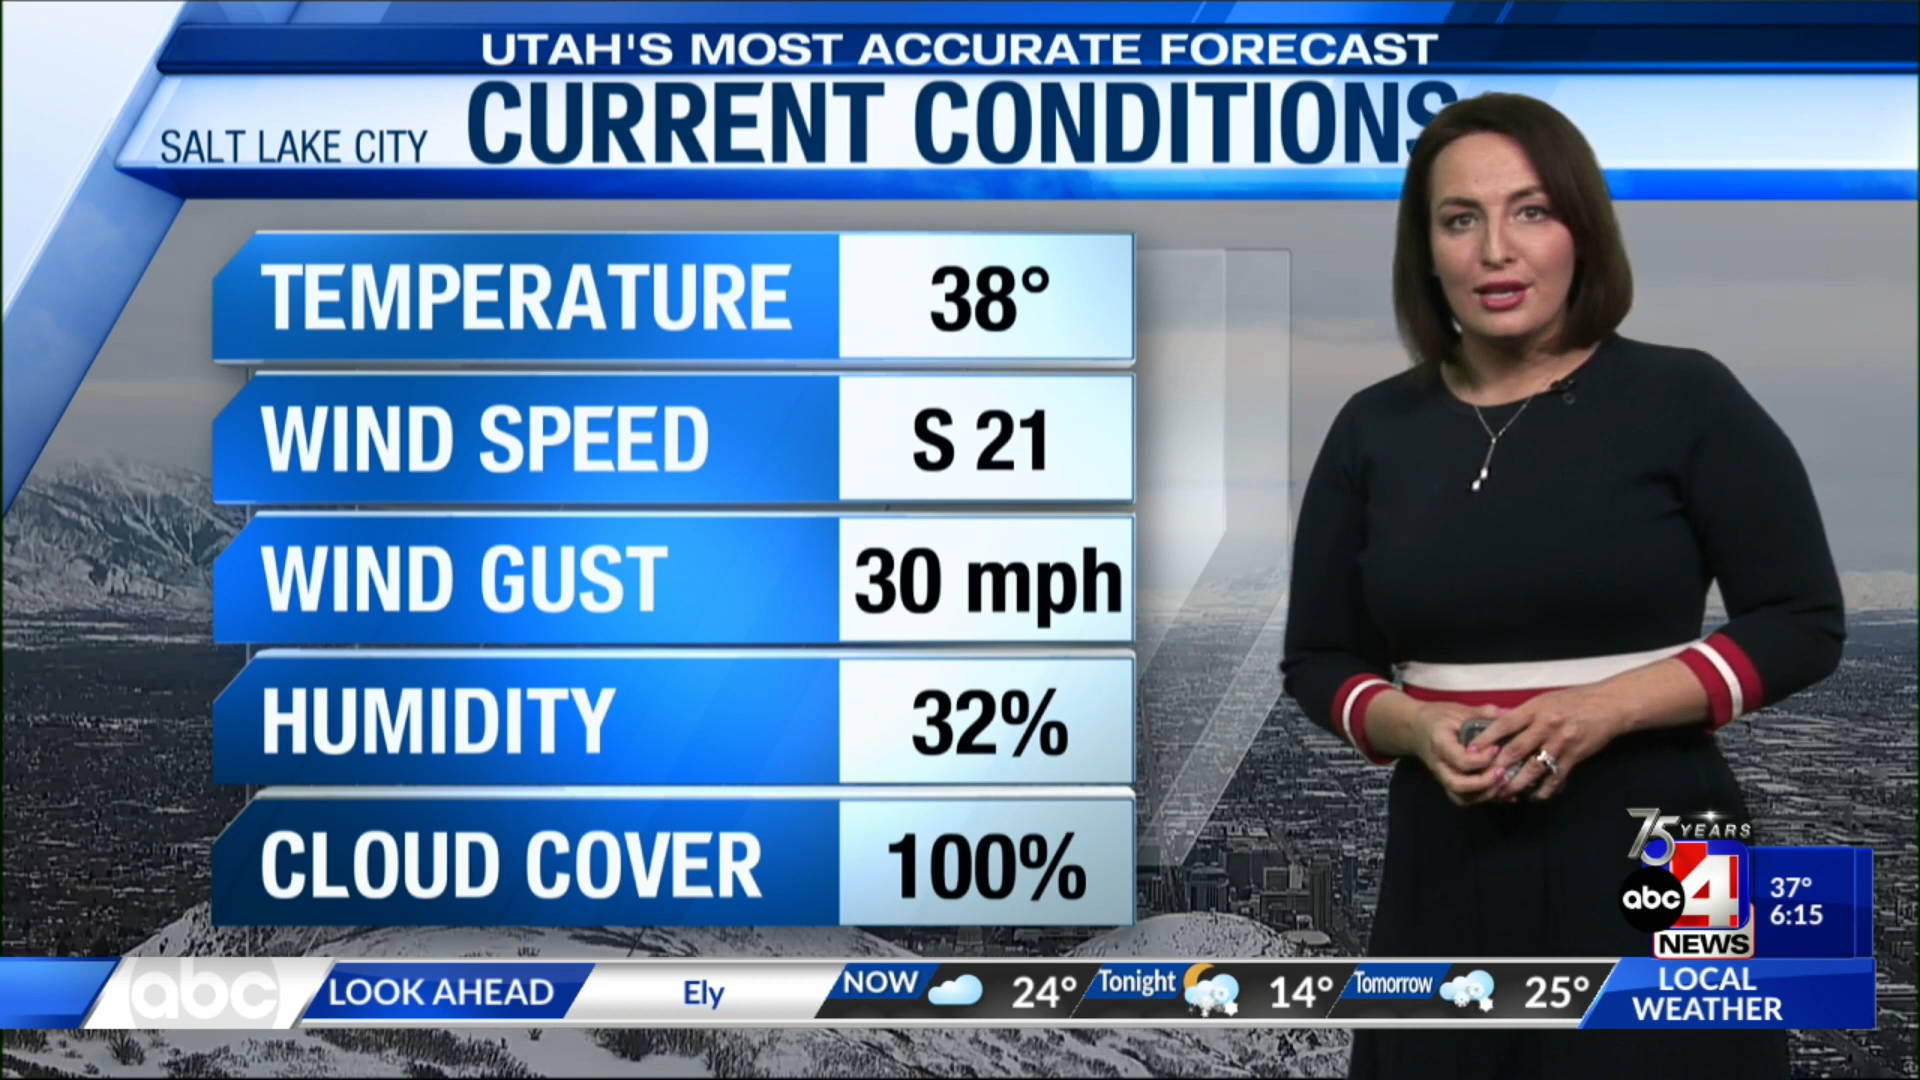 UTAH'S MOST ACCURATE FORECAST
SALT LAKE CITY CURRENT CONDITIONS
TEMPERATURE 38°
WIND SPEED S 21
WIND GUST 30 mph
HUMIDITY 32%
CLOUD COVER 100%
75 YEARS
abc 4
NEWS
37°
6:15
abc LOOK AHEAD Ely NOW 24° Tonight 14° Tomorrow 25°
LOCAL
WEATHER